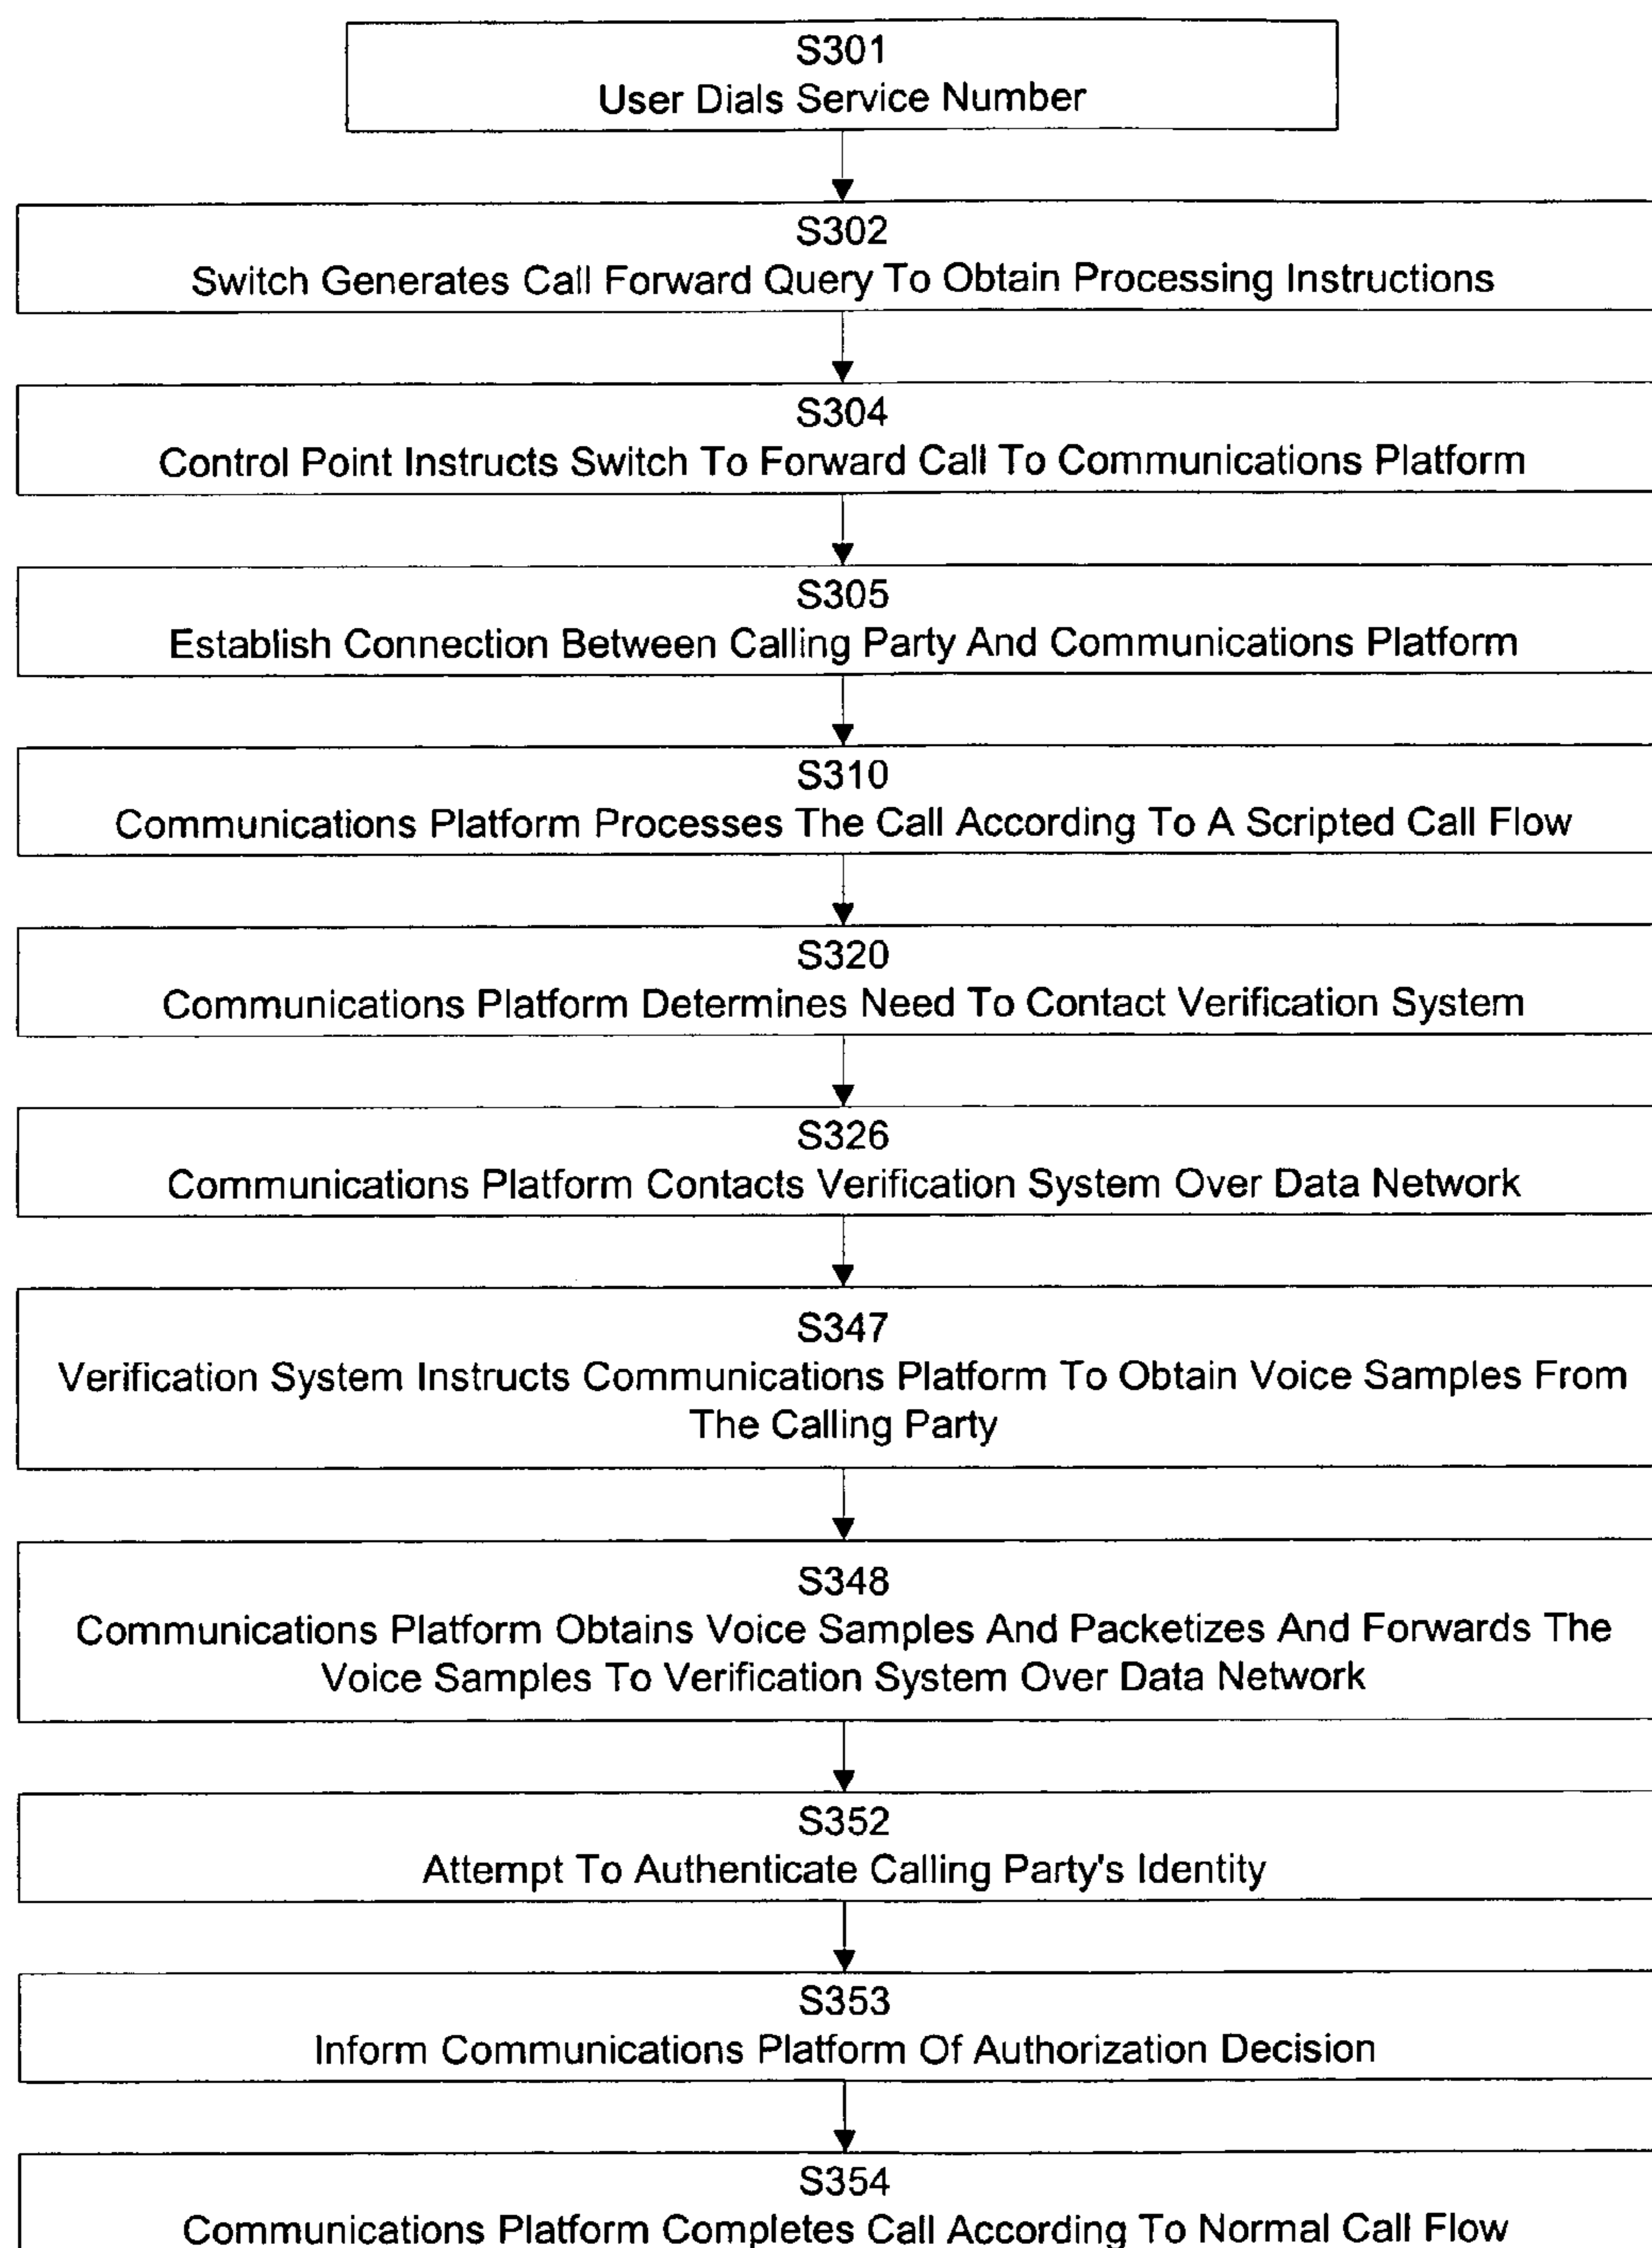 S301
User Dials Service Number
S302
Switch Generates Call Forward Query To Obtain Processing Instructions
S304
Control Point Instructs Switch To Forward Call To Communications Platform
S305
Establish Connection Between Calling Party And Communications Platform
S310
Communications Platform Processes The Call According To A Scripted Call Flow
S320
Communications Platform Determines Need To Contact Verification System
S326
Communications Platform Contacts Verification System Over Data Network
S347
Verification System Instructs Communications Platform To Obtain Voice Samples From
The Calling Party
S348
Communications Platform Obtains Voice Samples And Packetizes And Forwards The
Voice Samples To Verification System Over Data Network
S352
Attempt To Authenticate Calling Party's Identity
S353
Inform Communications Platform Of Authorization Decision
S354
Communications Platform Completes Call According To Normal Call Flow